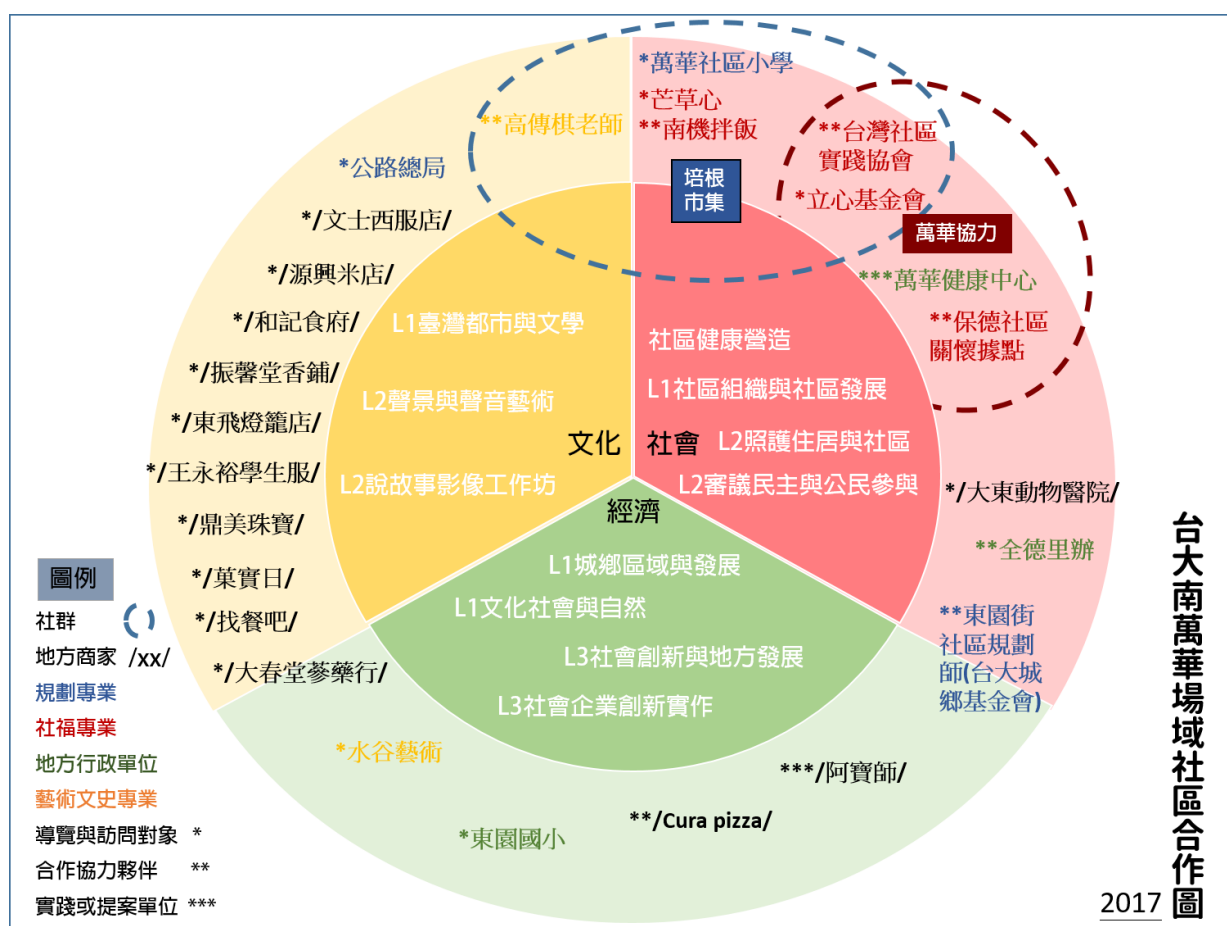 *萬華社區小學
*芒草心
**南機拌飯
**高傳棋老師
*公路總局
**台灣社區
實踐協會
*立心基金會
培根
市集
萬華協力
***萬華健康中心
**保德社區
關懷據點
*/文士西服店/
*/源興米店/
*/和記食府/
*/振馨堂香鋪/
*/東飛燈籠店/
*/王永裕學生服/
*/鼎美珠寶/
*/菓實日/
*/找餐吧/
*/大春堂蔘藥行/
L1臺灣都市與文學
L2聲景與聲音藝術
L2說故事影像工作坊
文化
社會
經濟
社區健康營造
L1社區組織與社區發展
L2照護住居與社區
L2審議民主與公民參與
L1城鄉區域與發展
L1文化社會與自然
L3社會創新與地方發展
L3社會企業創新實作
*/大東動物醫院/
**全德里辦
**東園街
社區規劃
師(台大城
鄉基金會)
*水谷藝術
***/阿寶師/
**/Cura pizza/
*東園國小
圖例
社群
地方商家 /xx/
規劃專業
社福專業
地方行政單位
藝術文史專業
導覽與訪問對象 *
合作協力夥伴 **
實踐或提案單位 ***
台大南萬華場域社區合作圖
2017